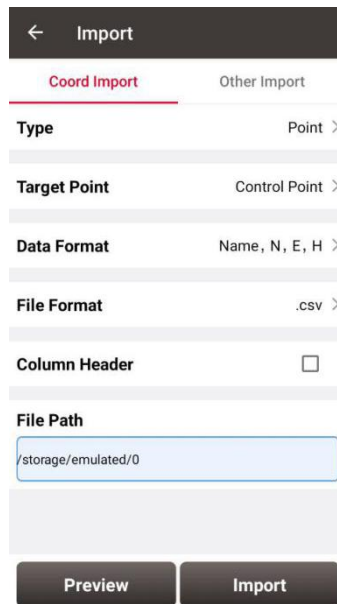 Import
Coord Import Other Import
Type Point
Target Point Control Point
Data Format Name, N, E, H
File Format .csv
Column Header
File Path
/storage/emulated/0
Preview Import